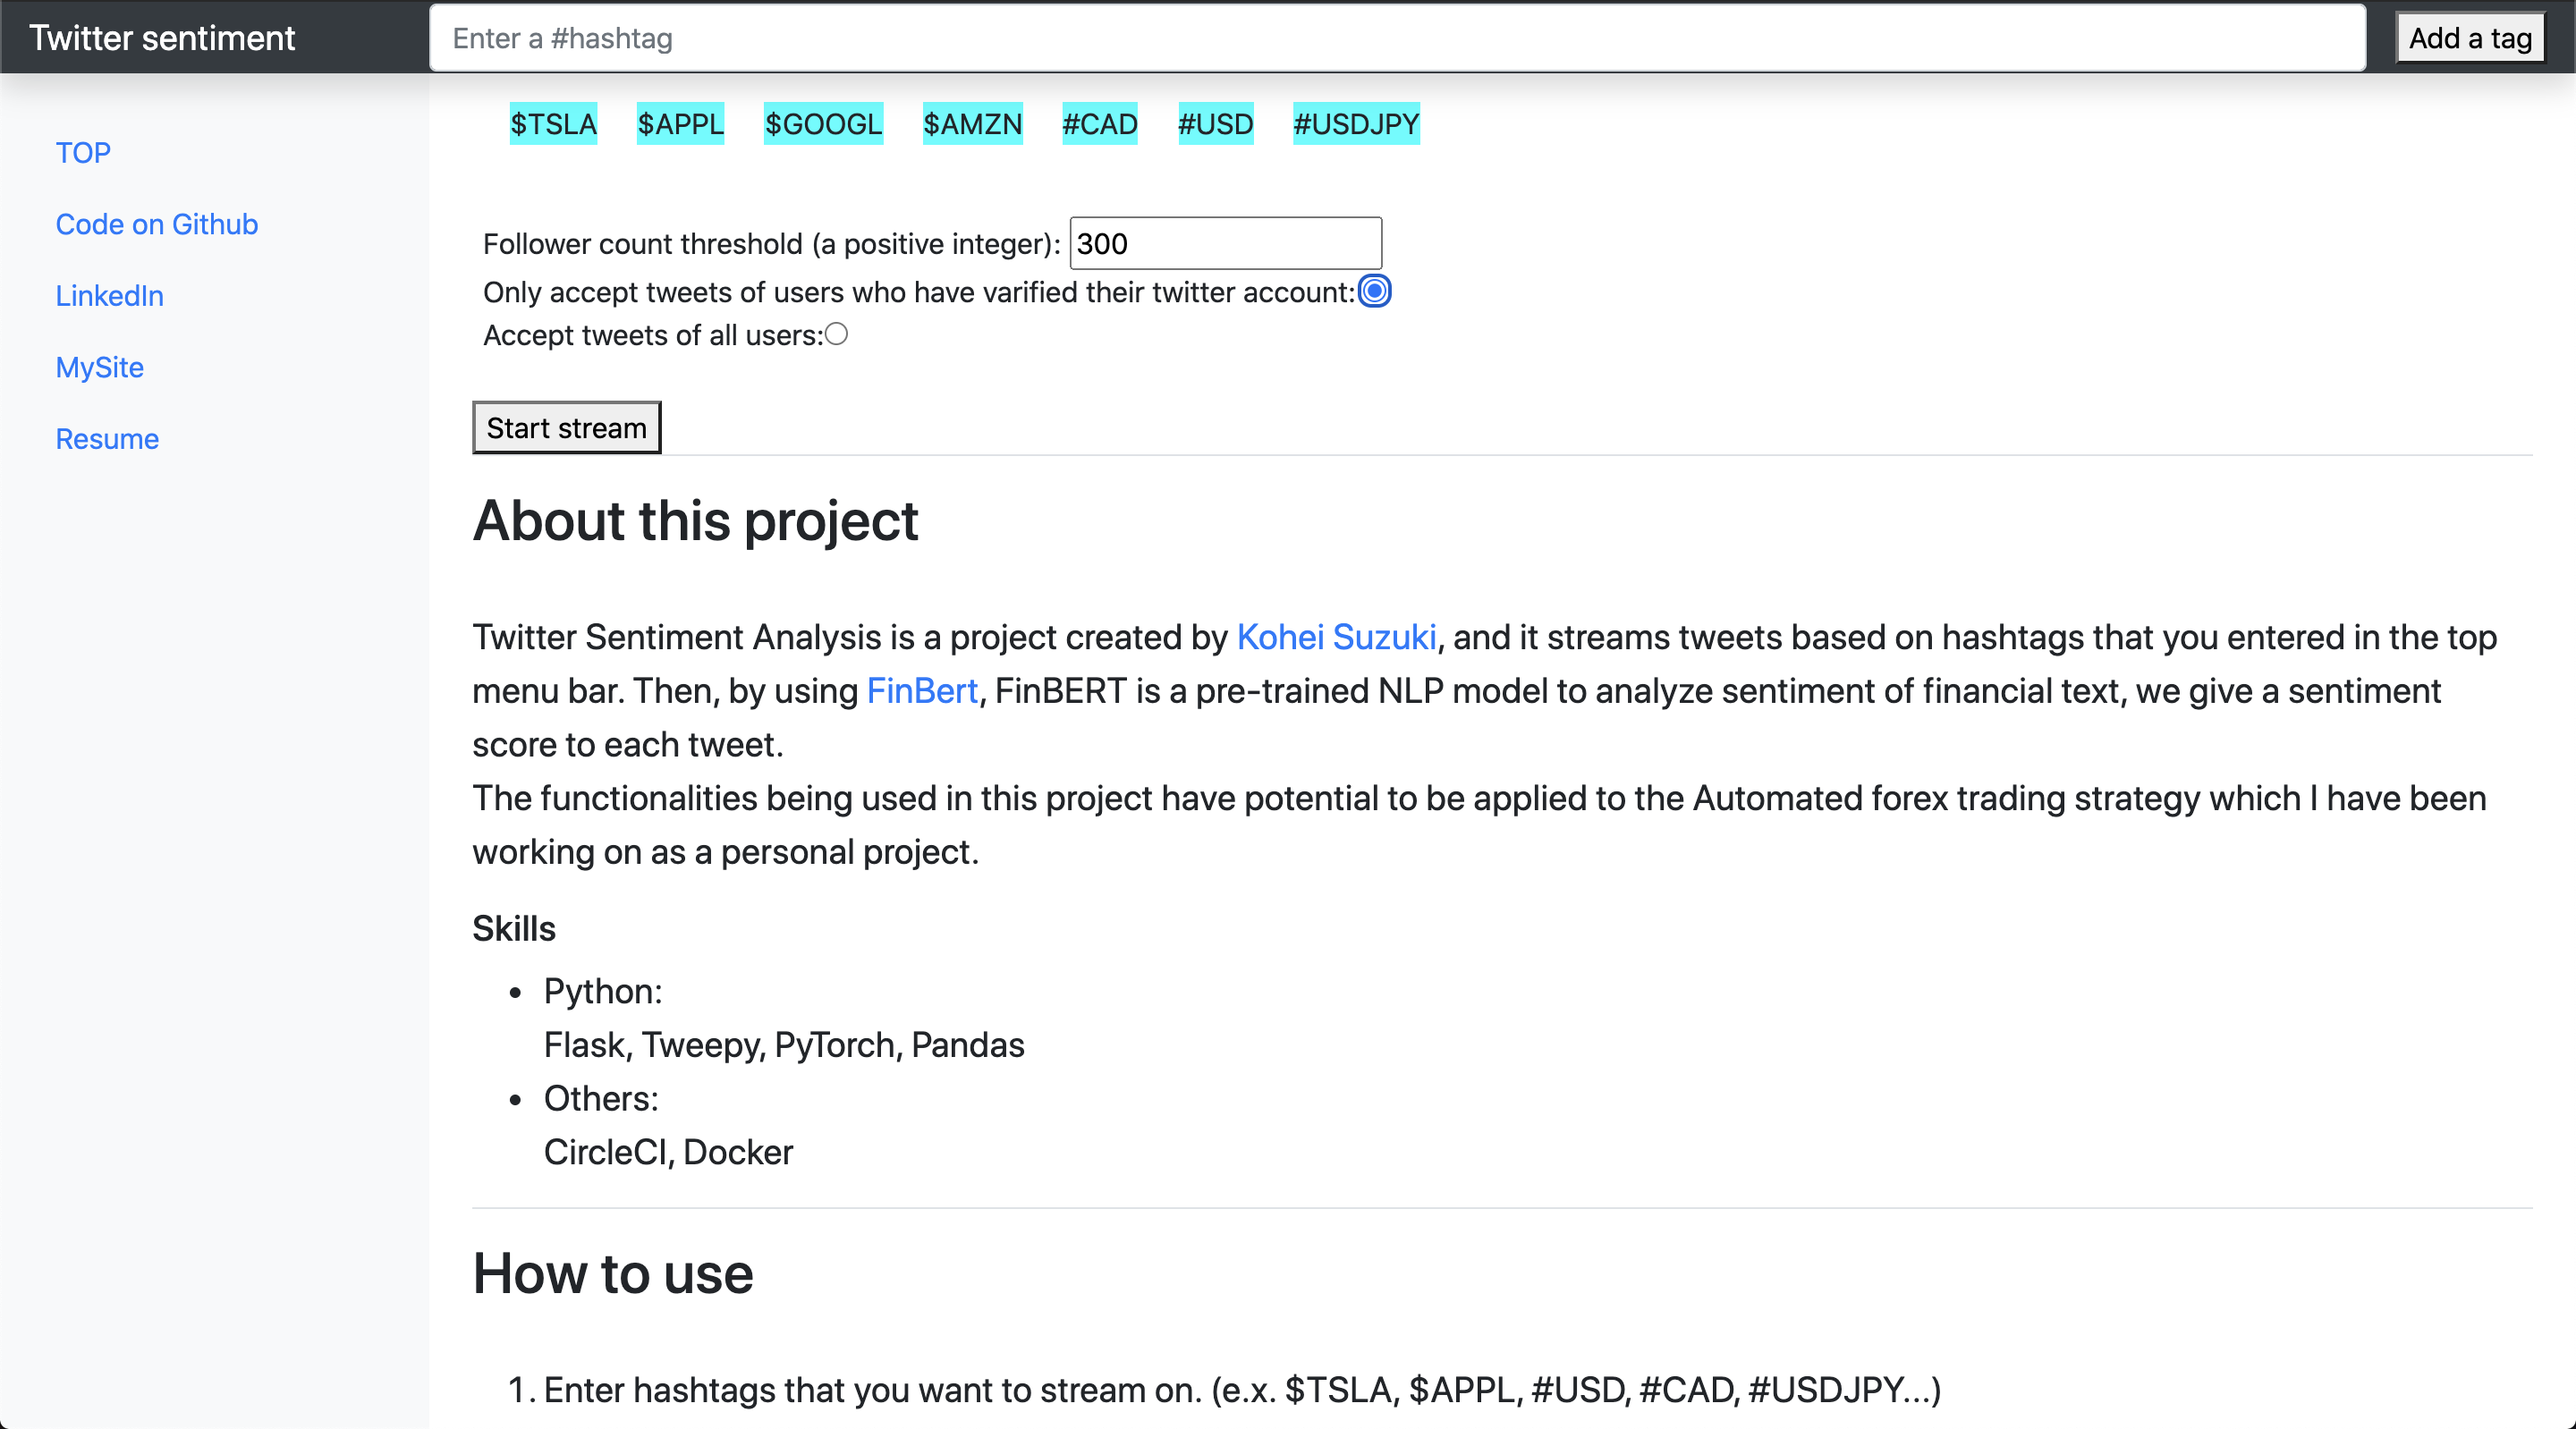 Twitter sentiment
Enter a #hashtag
Add a tag
TOP
Code on Github
LinkedIn
MySite
Resume
$TSLA $APPL $GOOGL $AMZN #CAD #USD #USDJPY
Follower count threshold (a positive integer): 300
Only accept tweets of users who have varified their twitter account:
Accept tweets of all users:
Start stream
About this project
Twitter Sentiment Analysis is a project created by Kohei Suzuki, and it streams tweets based on hashtags that you entered in the top
menu bar. Then, by using FinBert, FinBERT is a pre-trained NLP model to analyze sentiment of financial text, we give a sentiment
score to each tweet.
The functionalities being used in this project have potential to be applied to the Automated forex trading strategy which I have been
working on as a personal project.
Skills
• Python:
Flask, Tweepy, PyTorch, Pandas
• Others:
CircleCI, Docker
How to use
1. Enter hashtags that you want to stream on. (e.x. $TSLA, $APPL, #USD, #CAD, #USDJPY...)